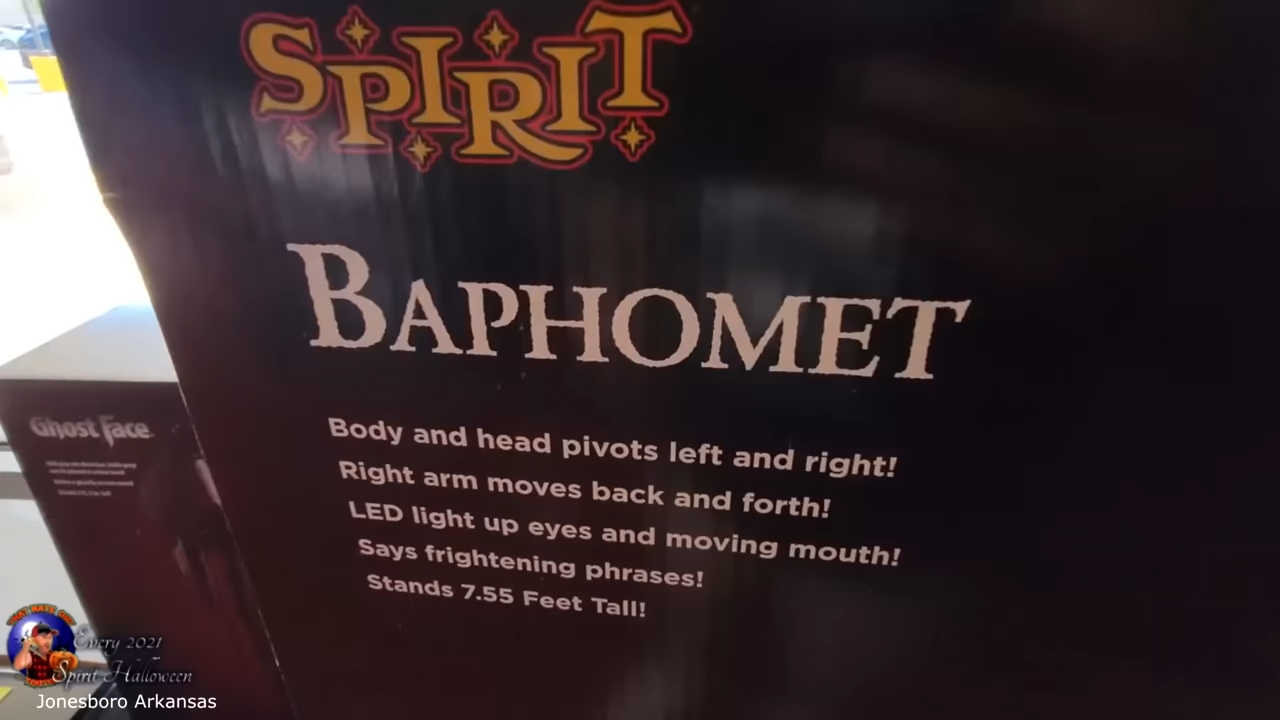 SPIRIT
BAPHOMET
Body and head pivots left and right!
Right arm moves back and forth!
LED light up eyes and moving mouth!
Says frightening phrases!
Stands 7.55 Feet Tall!
Ghost Face
Every 2021
Spirit Halloween
Jonesboro Arkansas